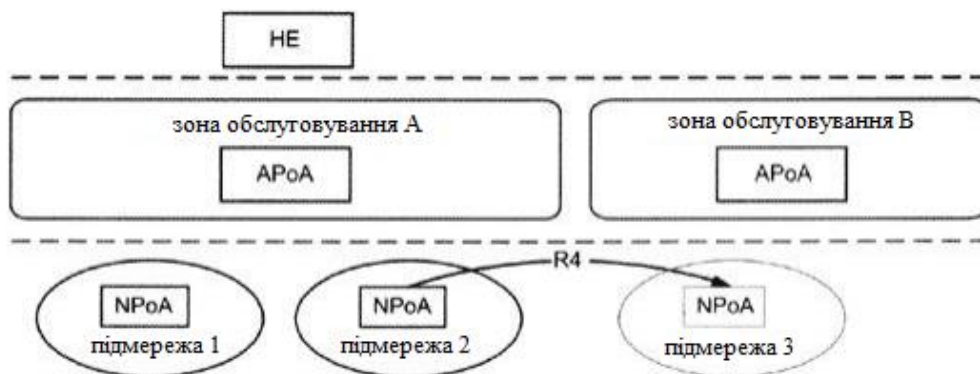 HE
зона обслуговування А
APoA
зона обслуговування В
APoA
R4
NPoA
підмережа 1
NPoA
підмережа 2
NPoA
підмережа 3